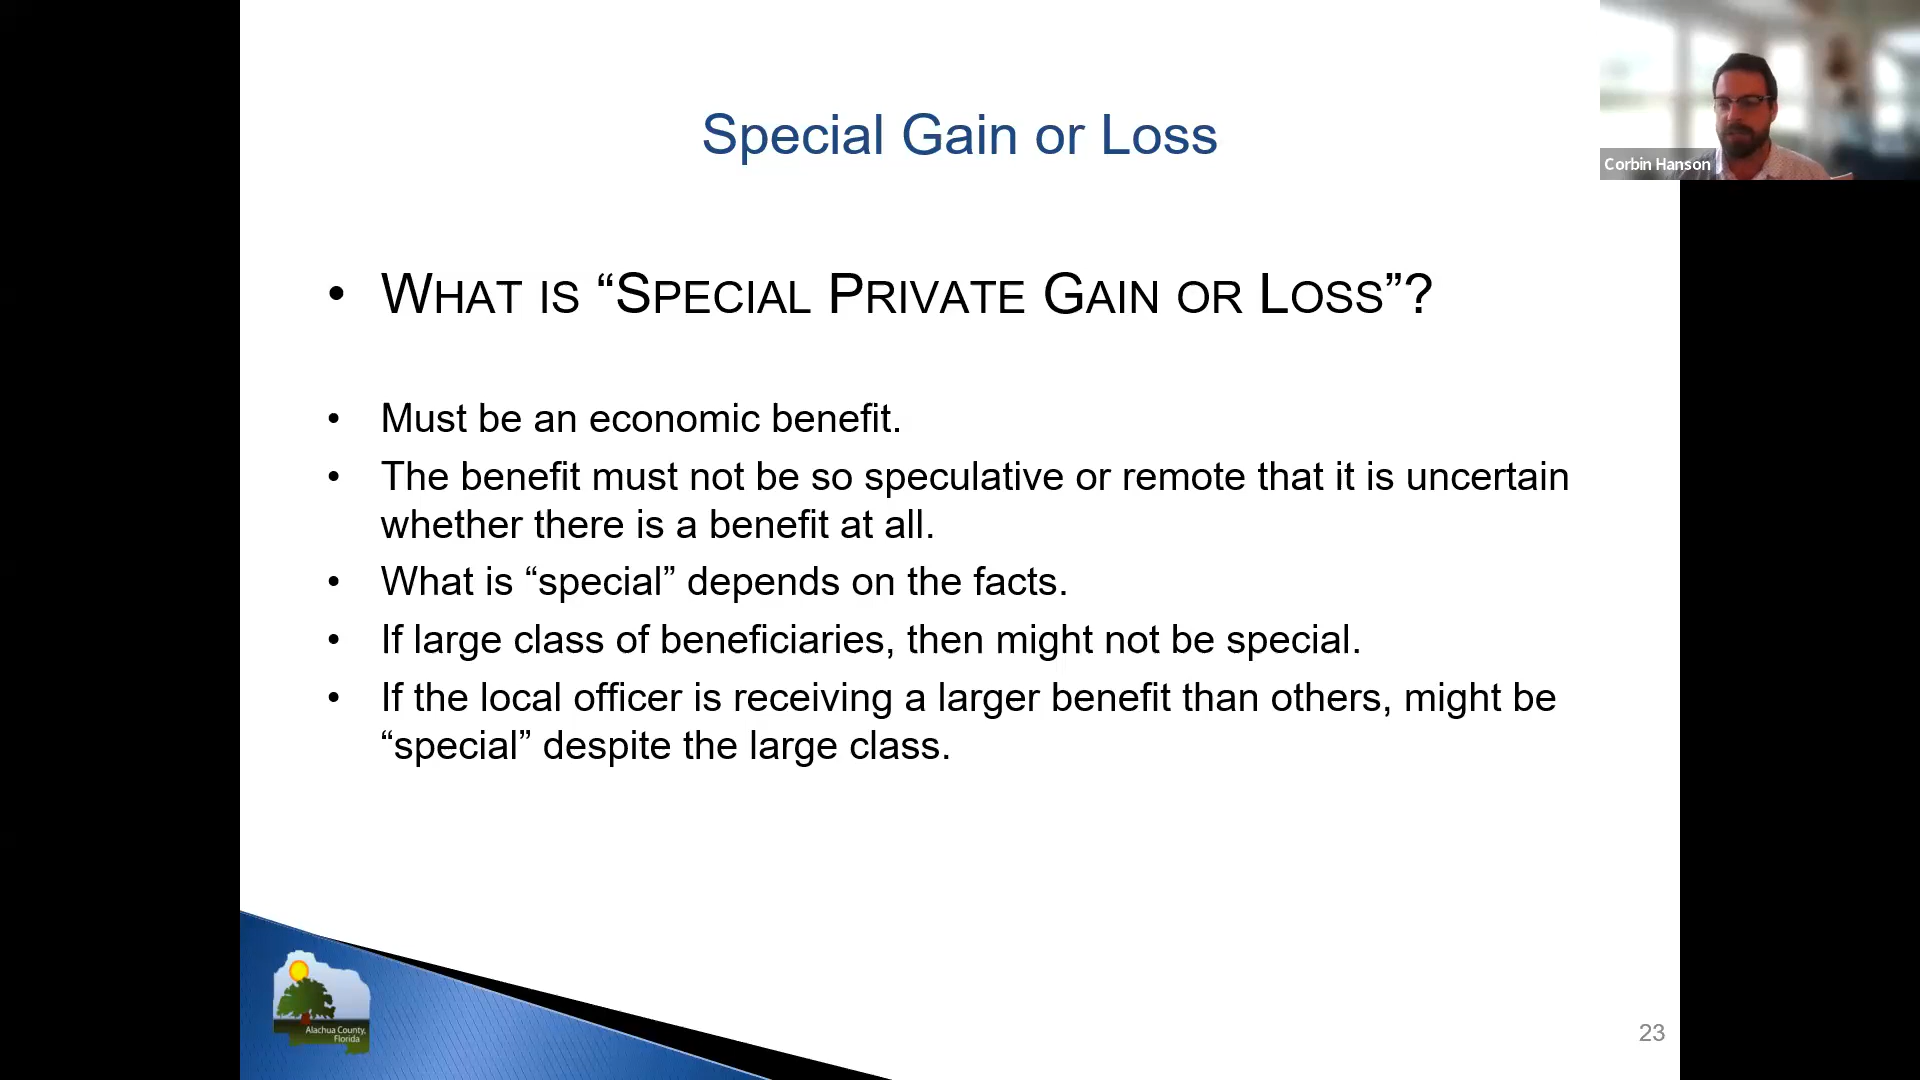 Special Gain or Loss
Corbin Hanson
• WHAT IS “SPECIAL PRIVATE GAIN OR LOSS”?
• Must be an economic benefit.
• The benefit must not be so speculative or remote that it is uncertain
whether there is a benefit at all.
• What is “special” depends on the facts.
• If large class of beneficiaries, then might not be special.
• If the local officer is receiving a larger benefit than others, might be
“special” despite the large class.
Alachua County,
Florida
23